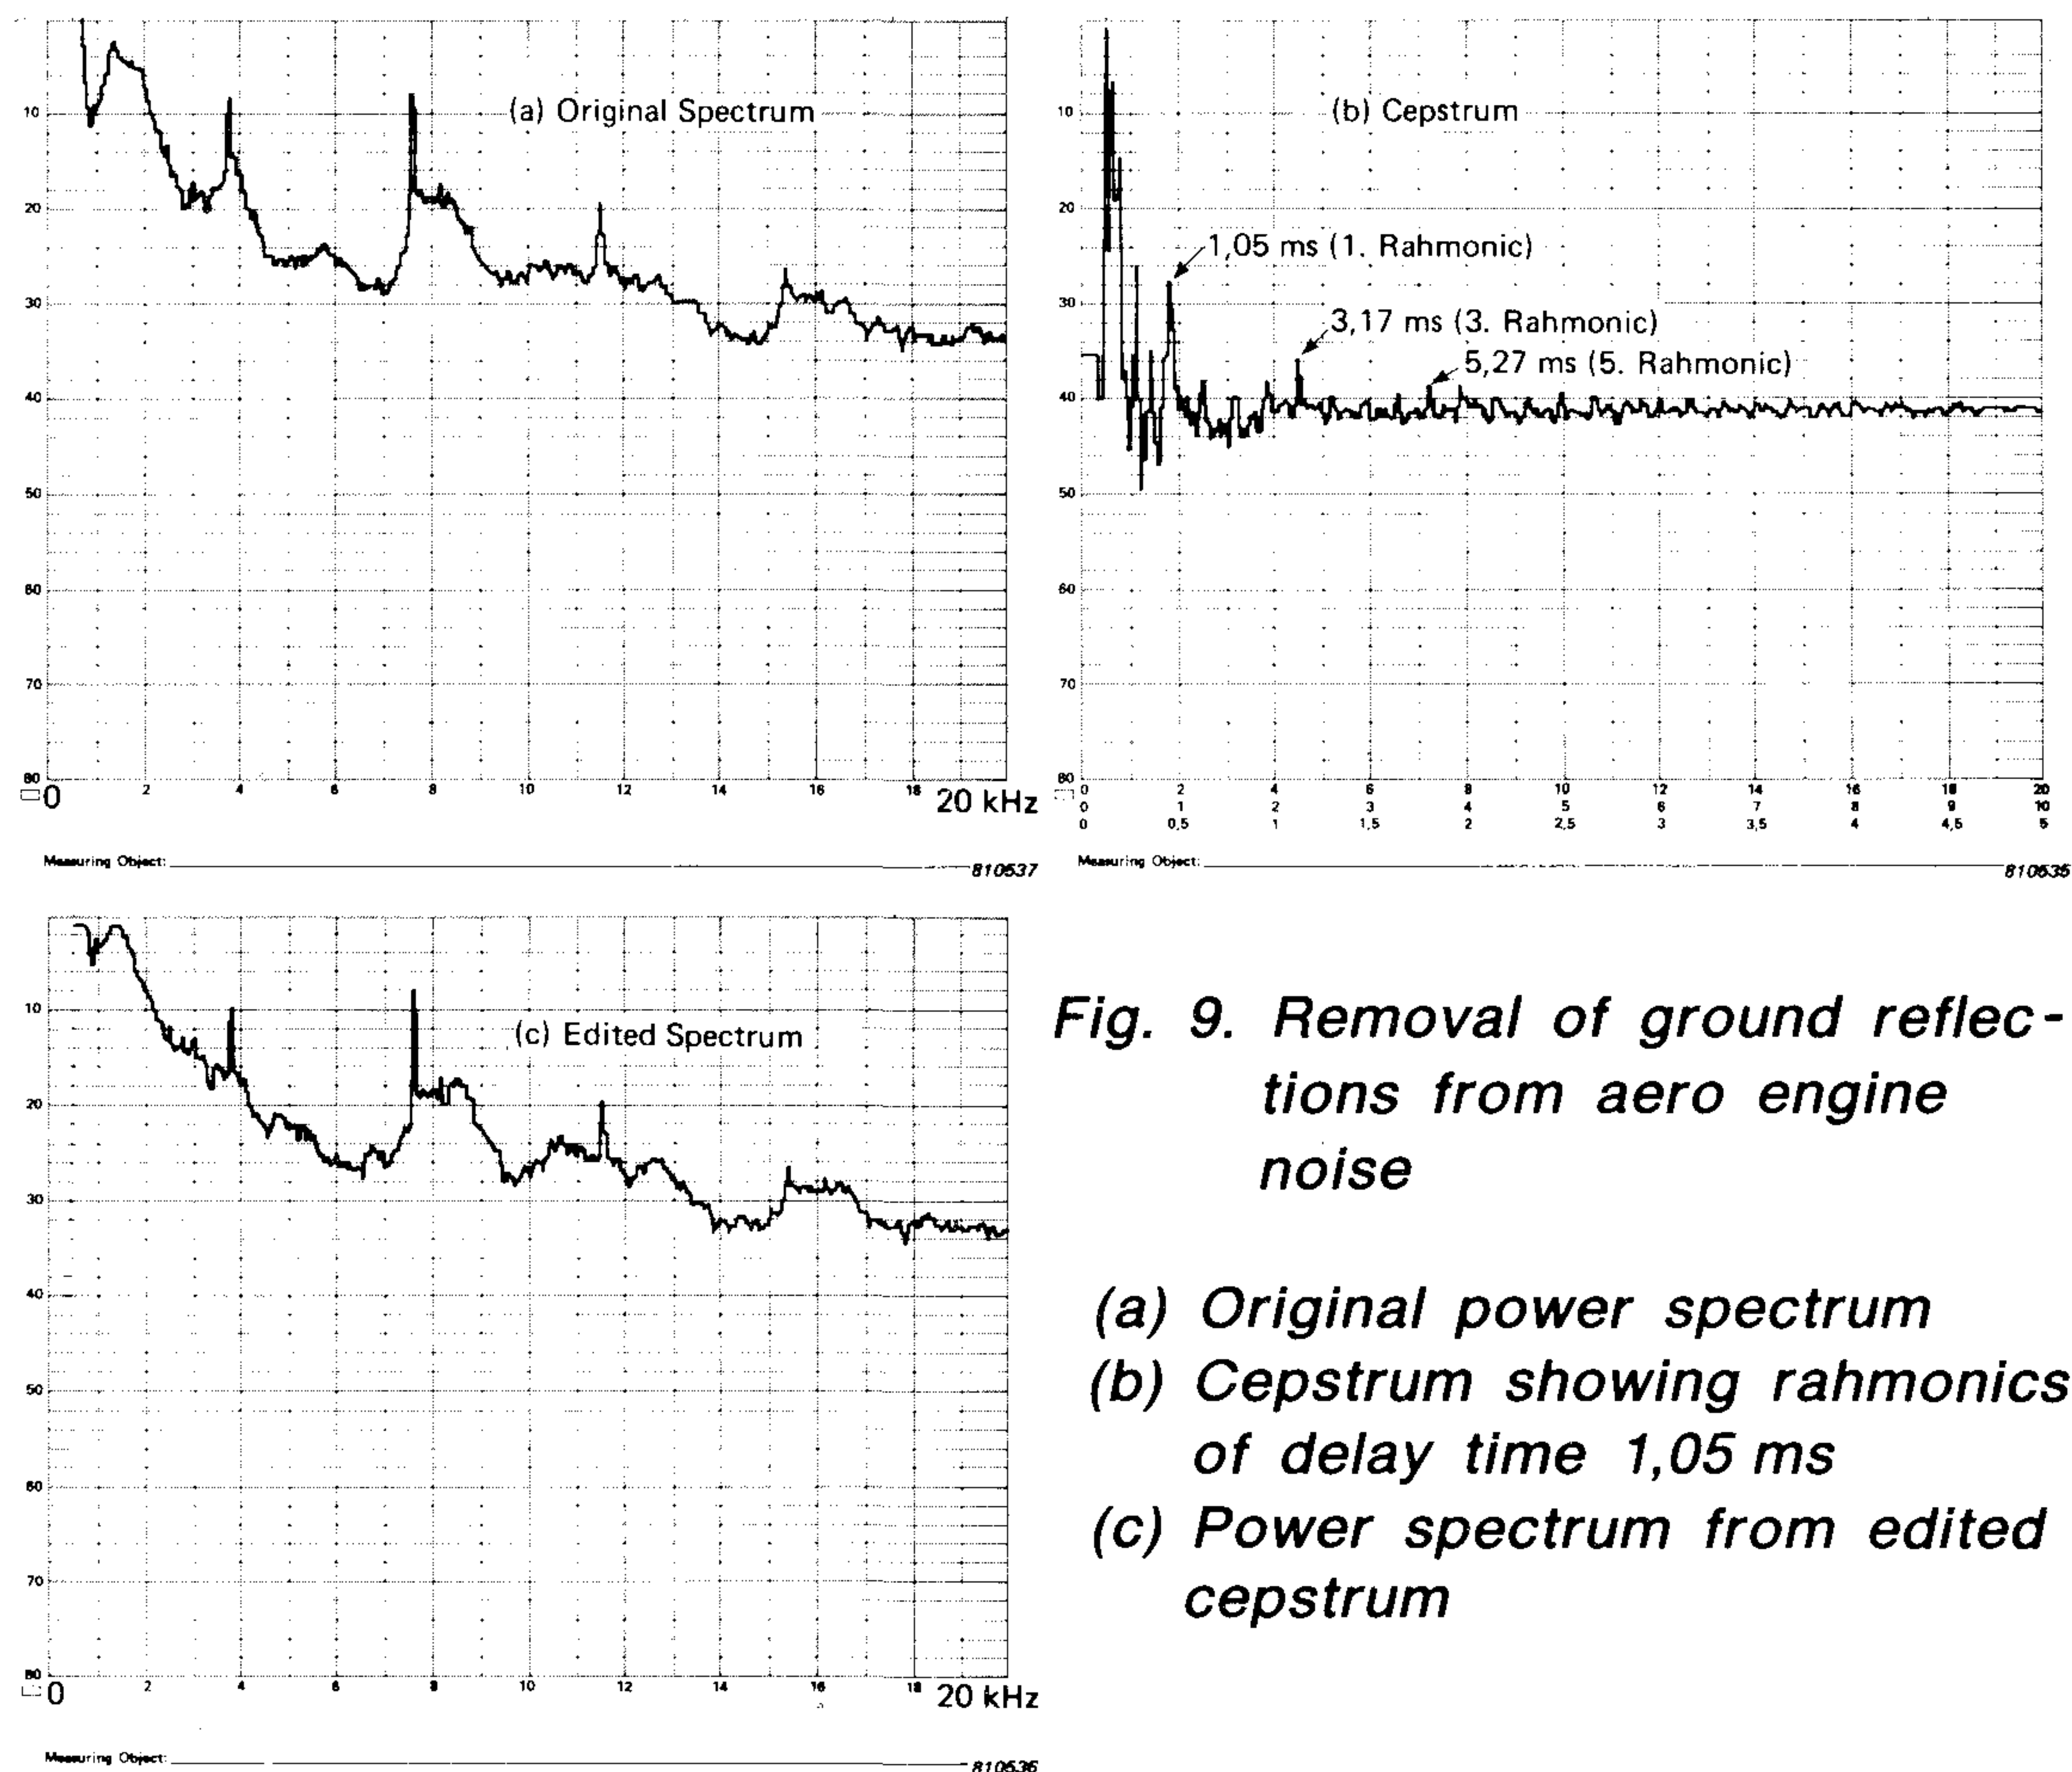 (a) Original Spectrum
10
20
30
40
50
60
70
80
0 2 4 6 8 10 12 14 16 18 20 kHz
Measuring Object: 810537
(b) Cepstrum
1,05 ms (1. Rahmonic)
3,17 ms (3. Rahmonic)
5,27 ms (5. Rahmonic)
10
20
30
40
50
60
70
80
0 2 4 6 8 10 12 14 16 18 20
0 1 2 3 4 5 6 7 8 9 10
0 0,5 1 1,5 2 2,5 3 3,5 4 4,5 5
Measuring Object: 810535
(c) Edited Spectrum
10
20
30
40
50
60
70
80
0 2 4 6 8 10 12 14 16 18 20 kHz
Measuring Object: 810536
Fig. 9. Removal of ground reflec-
tions from aero engine
noise
(a) Original power spectrum
(b) Cepstrum showing rahmonics
of delay time 1,05 ms
(c) Power spectrum from edited
cepstrum